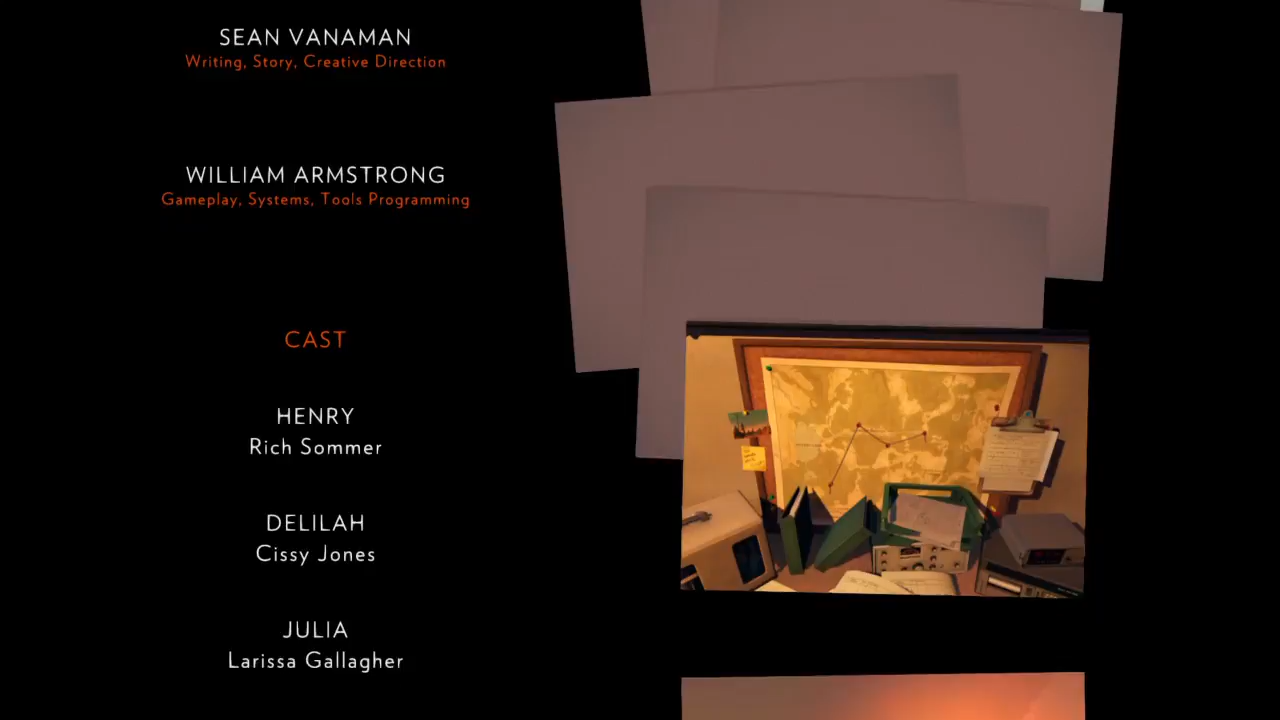 SEAN VANAMAN
Writing, Story, Creative Direction
WILLIAM ARMSTRONG
Gameplay, Systems, Tools Programming
CAST
HENRY
Rich Sommer
DELILAH
Cissy Jones
JULIA
Larissa Gallagher